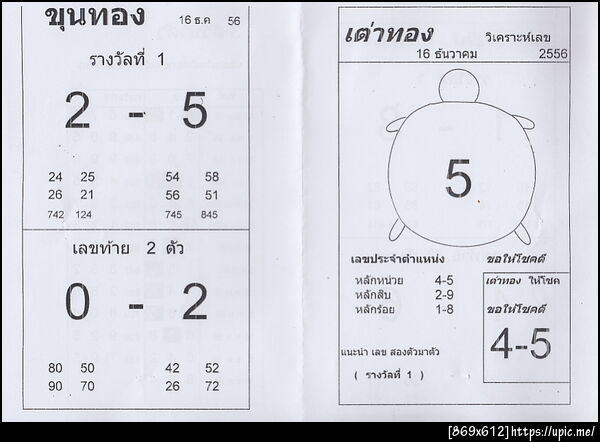 ขุนทอง 16 ธ.ค 56
รางวัลที่ 1
2 - 5
24 25 54 58
26 21 56 51
742 124 745 845
เลขท้าย 2 ตัว
0 - 2
80 50 42 52
90 70 26 72
เต่าทอง วิเคราะห์เลข
16 ธันวาคม 2556
5
เลขประจำตำแหน่ง ขอให้โชคดี
หลักหน่วย 4-5
หลักสิบ 2-9
หลักร้อย 1-8
เต่าทอง ให้โชค
ขอให้โชคดี
4-5
แนะนำ เลข สองตัวมาตัว
( รางวัลที่ 1 )
[869x612]https://upic.me/